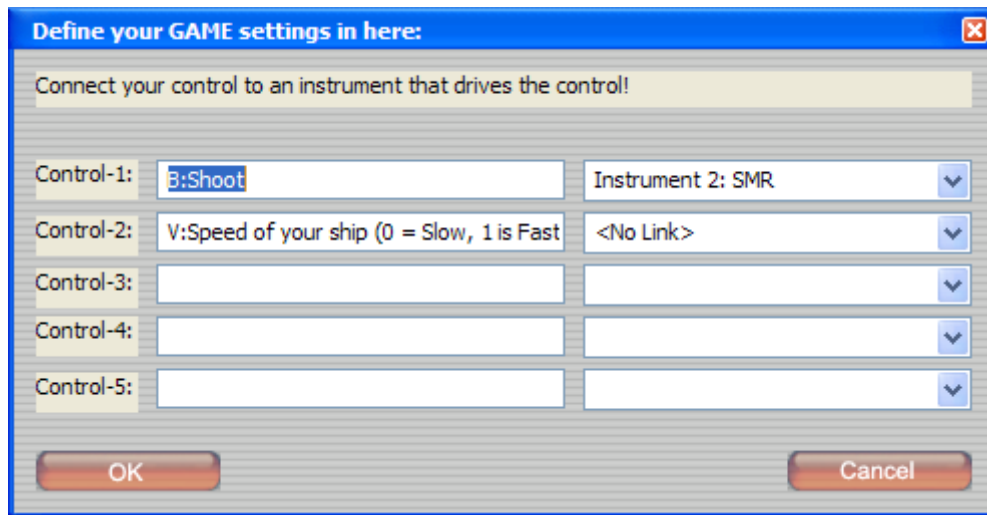 Define your GAME settings in here:
Connect your control to an instrument that drives the control!
Control-1: B:Shoot Instrument 2: SMR
Control-2: V:Speed of your ship (0 = Slow, 1 is Fast <No Link>
Control-3:
Control-4:
Control-5:
OK Cancel